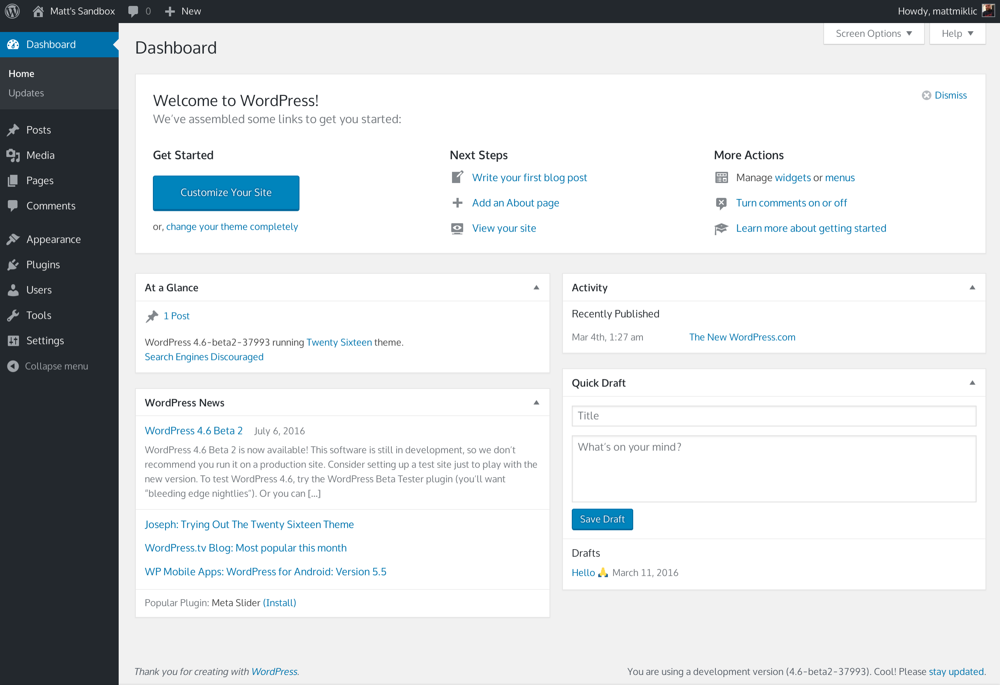 Matt's Sandbox 0 New Howdy, mattmiklic
Dashboard
Home
Updates
Posts
Media
Pages
Comments
Appearance
Plugins
Users
Tools
Settings
Collapse menu
Screen Options Help
Dashboard
Welcome to WordPress!
Dismiss
We’ve assembled some links to get you started:
Get Started
Customize Your Site
or, change your theme completely
Next Steps
Write your first blog post
Add an About page
View your site
More Actions
Manage widgets or menus
Turn comments on or off
Learn more about getting started
At a Glance
1 Post
WordPress 4.6-beta2-37993 running Twenty Sixteen theme.
Search Engines Discouraged
WordPress News
WordPress 4.6 Beta 2 July 6, 2016
WordPress 4.6 Beta 2 is now available! This software is still in development, so we don’t
recommend you run it on a production site. Consider setting up a test site just to play with the
new version. To test WordPress 4.6, try the WordPress Beta Tester plugin (you’ll want
“bleeding edge nightlies”). Or you can […]
Joseph: Trying Out The Twenty Sixteen Theme
WordPress.tv Blog: Most popular this month
WP Mobile Apps: WordPress for Android: Version 5.5
Popular Plugin: Meta Slider (Install)
Activity
Recently Published
Mar 4th, 1:27 am The New WordPress.com
Quick Draft
Title
What’s on your mind?
Save Draft
Drafts
Hello 🙏 March 11, 2016
Thank you for creating with WordPress.
You are using a development version (4.6-beta2-37993). Cool! Please stay updated.